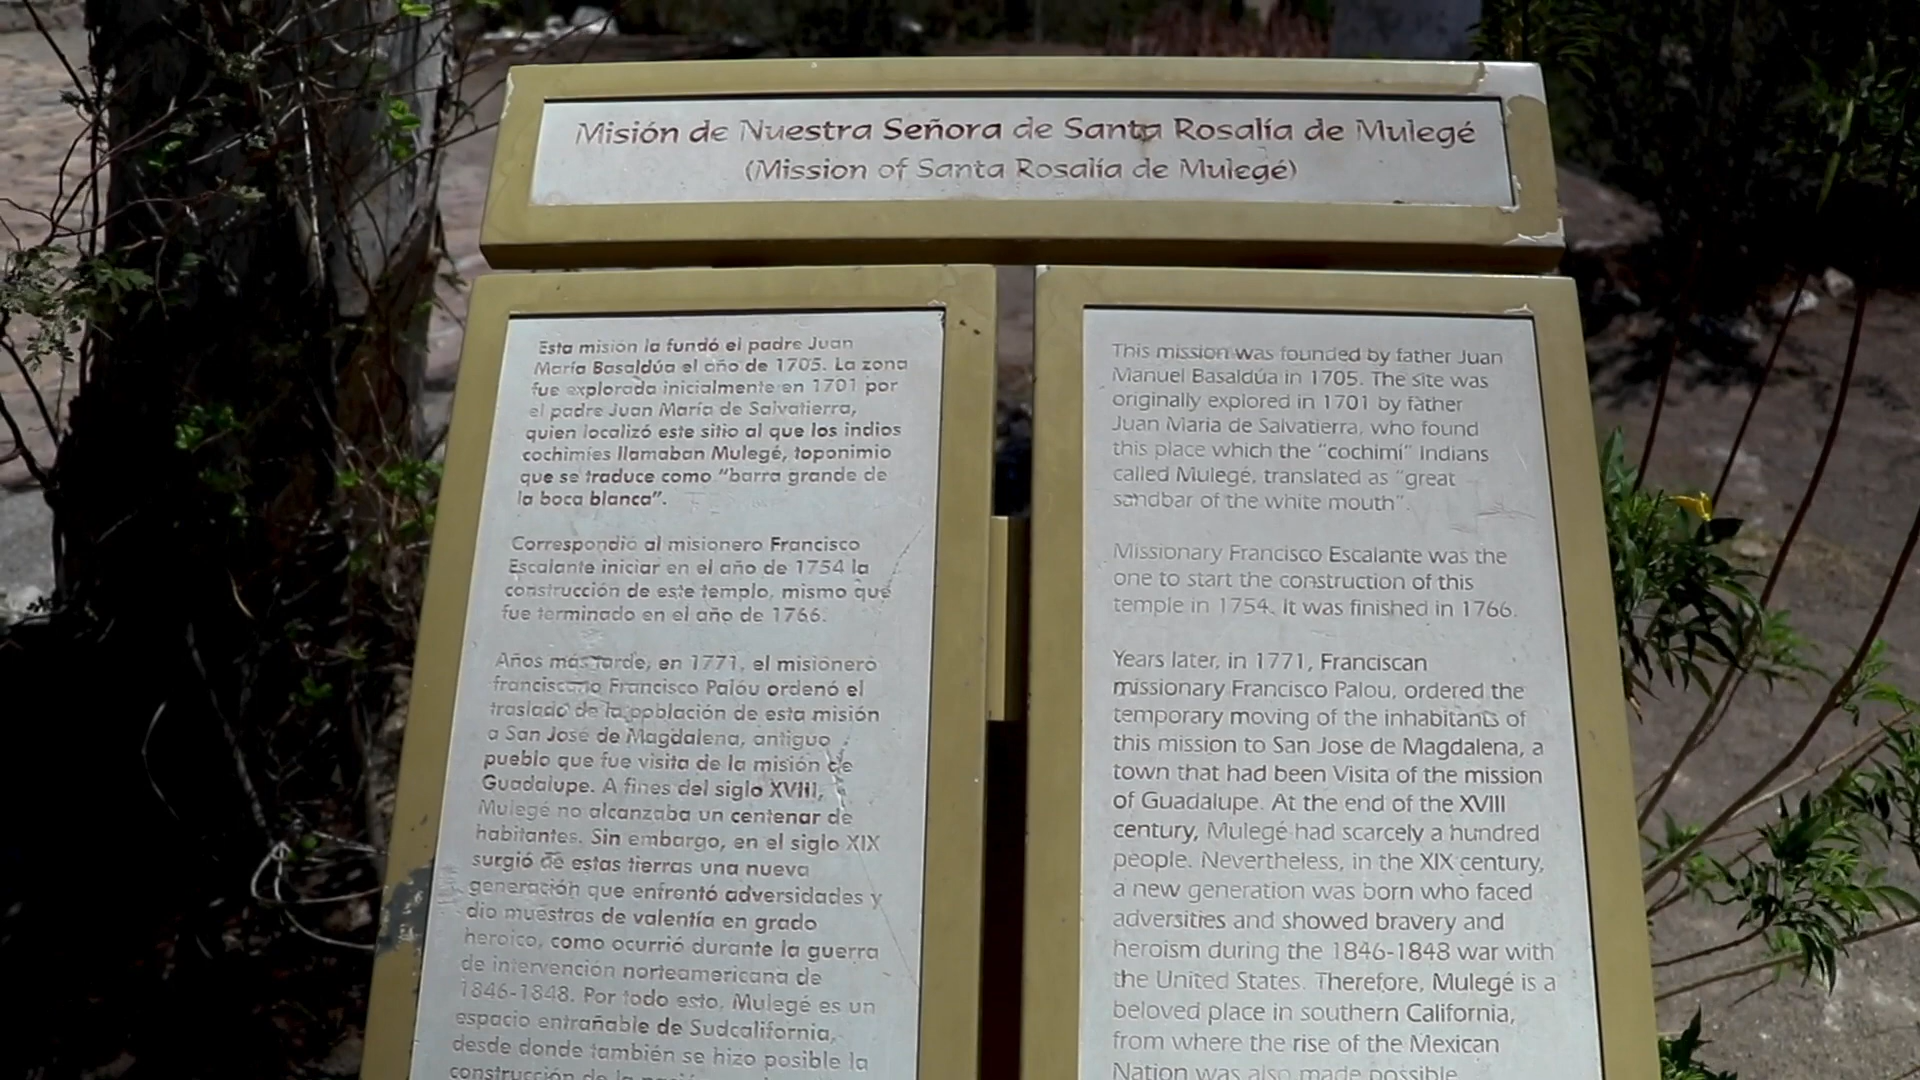 Misión de Nuestra Señora de Santa Rosalía de Mulegé
(Mission of Santa Rosalía de Mulegé)
Esta misión la fundó el padre Juan
María Basaldúa el año de 1705. La zona
fue explorada inicialmente en 1701 por
el padre Juan María de Salvatierra,
quien localizó este sitio al que los indios
cochimíes llamaban Mulegé, toponimio
que se traduce como "barra grande de
la boca blanca".
Correspondió al misionero Francisco
Escalante iniciar en el año de 1754 la
construcción de este templo, mismo que
fue terminado en el año de 1766.
Años más tarde, en 1771, el misionero
franciscano Francisco Palóu ordenó el
traslado de la población de esta misión
a San José de Magdalena, antiguo
pueblo que fue visita de la misión de
Guadalupe. A fines del siglo XVIII,
Mulegé no alcanzaba un centenar de
habitantes. Sin embargo, en el siglo XIX
surgió de estas tierras una nueva
generación que enfrentó adversidades y
dio muestras de valentía en grado
heroico, como ocurrió durante la guerra
de intervención norteamericana de
1846-1848. Por todo esto, Mulegé es un
espacio entrañable de Sudcalifornia,
desde donde también se hizo posible la
construcción de la
This mission was founded by father Juan
Manuel Basaldúa in 1705. The site was
originally explored in 1701 by father
Juan Maria de Salvatierra, who found
this place which the "cochimí" Indians
called Mulegé, translated as "great
sandbar of the white mouth".
Missionary Francisco Escalante was the
one to start the construction of this
temple in 1754. It was finished in 1766.
Years later, in 1771, Franciscan
missionary Francisco Palou, ordered the
temporary moving of the inhabitants of
this mission to San Jose de Magdalena, a
town that had been Visita of the mission
of Guadalupe. At the end of the XVIII
century, Mulegé had scarcely a hundred
people. Nevertheless, in the XIX century,
a new generation was born who faced
adversities and showed bravery and
heroism during the 1846-1848 war with
the United States. Therefore, Mulegé is a
beloved place in southern California,
from where the rise of the Mexican
Nation was also made possible